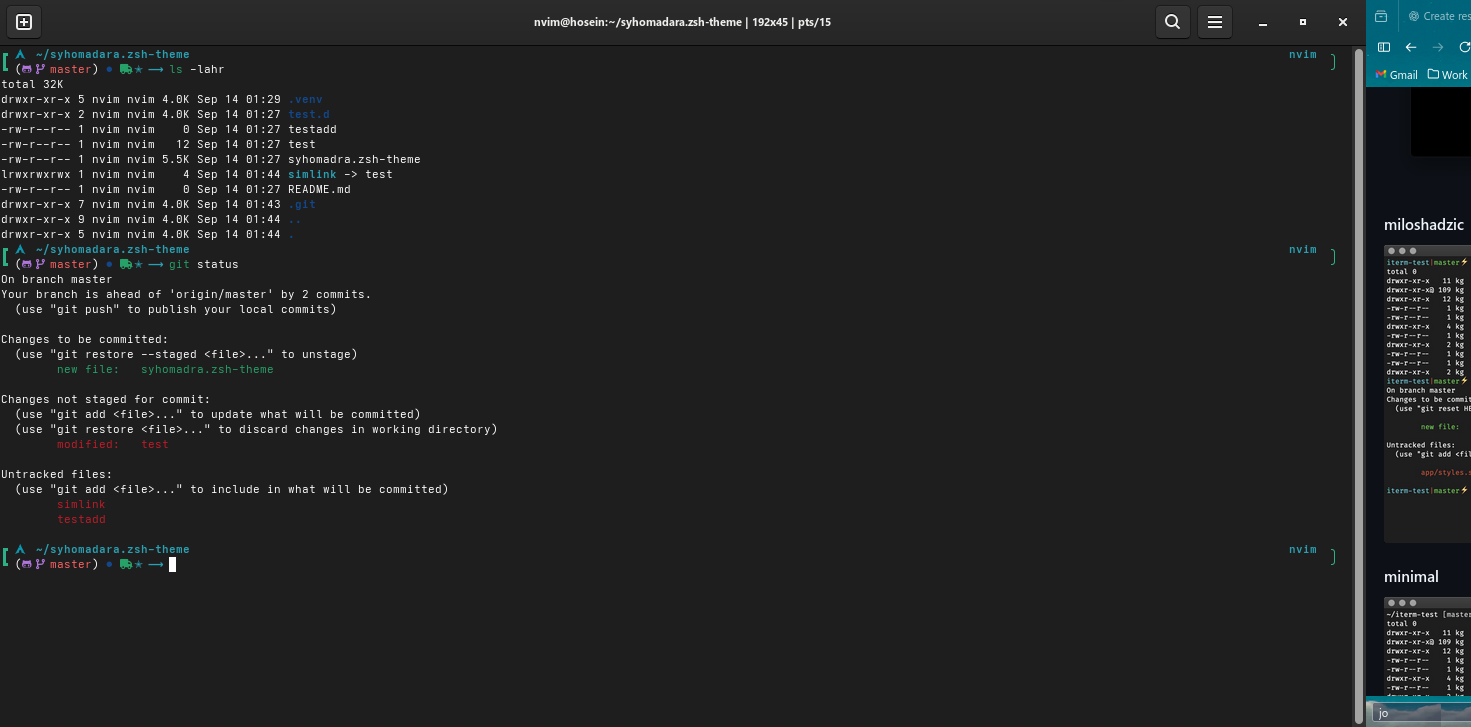 nvim@hosein:~/syhomadara.zsh-theme | 192x45 | pts/15
~/syhomadara.zsh-theme nvim
( master) ● ★ ⟶ ls -lahr
total 32K
drwxr-xr-x 5 nvim nvim 4.0K Sep 14 01:29 .venv
drwxr-xr-x 2 nvim nvim 4.0K Sep 14 01:27 test.d
-rw-r--r-- 1 nvim nvim 0 Sep 14 01:27 testadd
-rw-r--r-- 1 nvim nvim 12 Sep 14 01:27 test
-rw-r--r-- 1 nvim nvim 5.5K Sep 14 01:27 syhomadra.zsh-theme
lrwxrwxrwx 1 nvim nvim 4 Sep 14 01:44 simlink -> test
-rw-r--r-- 1 nvim nvim 0 Sep 14 01:27 README.md
drwxr-xr-x 7 nvim nvim 4.0K Sep 14 01:43 .git
drwxr-xr-x 9 nvim nvim 4.0K Sep 14 01:44 ..
drwxr-xr-x 5 nvim nvim 4.0K Sep 14 01:44 .
~/syhomadara.zsh-theme nvim
( master) ● ★ ⟶ git status
On branch master
Your branch is ahead of 'origin/master' by 2 commits.
(use "git push" to publish your local commits)
Changes to be committed:
(use "git restore --staged <file>..." to unstage)
new file: syhomadra.zsh-theme
Changes not staged for commit:
(use "git add <file>..." to update what will be committed)
(use "git restore <file>..." to discard changes in working directory)
modified: test
Untracked files:
(use "git add <file>..." to include in what will be committed)
simlink
testadd
~/syhomadara.zsh-theme nvim
( master) ● ★ ⟶
Create res
Gmail Work
miloshadzic
iterm-test|master⚡
total 0
drwxr-xr-x 11 kg
drwxr-xr-x@ 109 kg
drwxr-xr-x 12 kg
-rw-r--r-- 1 kg
-rw-r--r-- 1 kg
drwxr-xr-x 4 kg
-rw-r--r-- 1 kg
drwxr-xr-x 2 kg
-rw-r--r-- 1 kg
-rw-r--r-- 1 kg
drwxr-xr-x 2 kg
iterm-test|master⚡
On branch master
Changes to be commit
(use "git reset HE
new file:
Untracked files:
(use "git add <fil
app/styles.s
iterm-test|master⚡
minimal
~/iterm-test [master
total 0
drwxr-xr-x 11 kg
drwxr-xr-x@ 109 kg
drwxr-xr-x 12 kg
-rw-r--r-- 1 kg
-rw-r--r-- 1 kg
drwxr-xr-x 4 kg
-rw-r--r-- 1 kg
jo